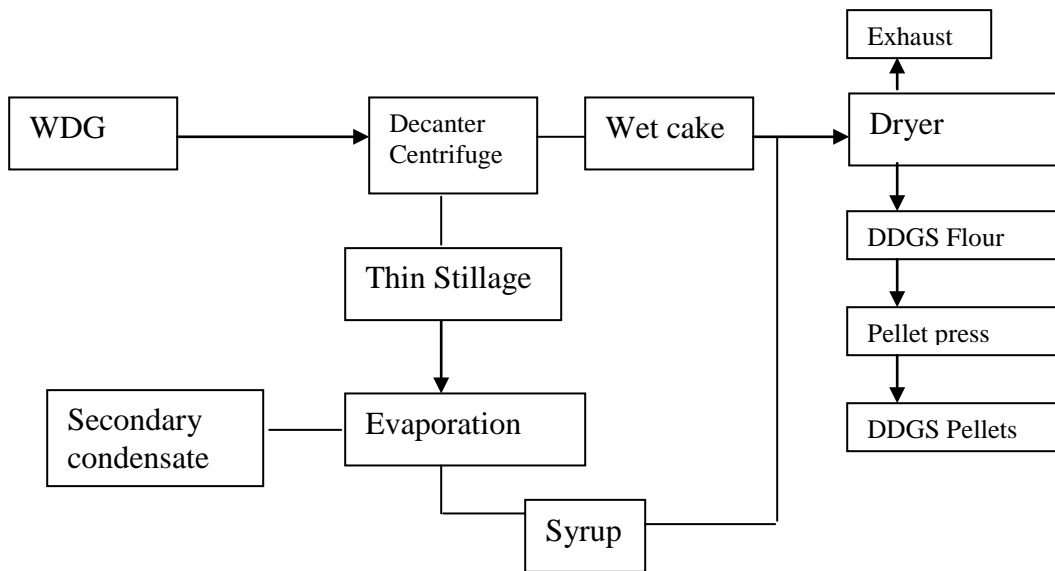 Exhaust
WDG
Decanter
Centrifuge
Wet cake
Dryer
DDGS Flour
Thin Stillage
Pellet press
Secondary
condensate
Evaporation
DDGS Pellets
Syrup